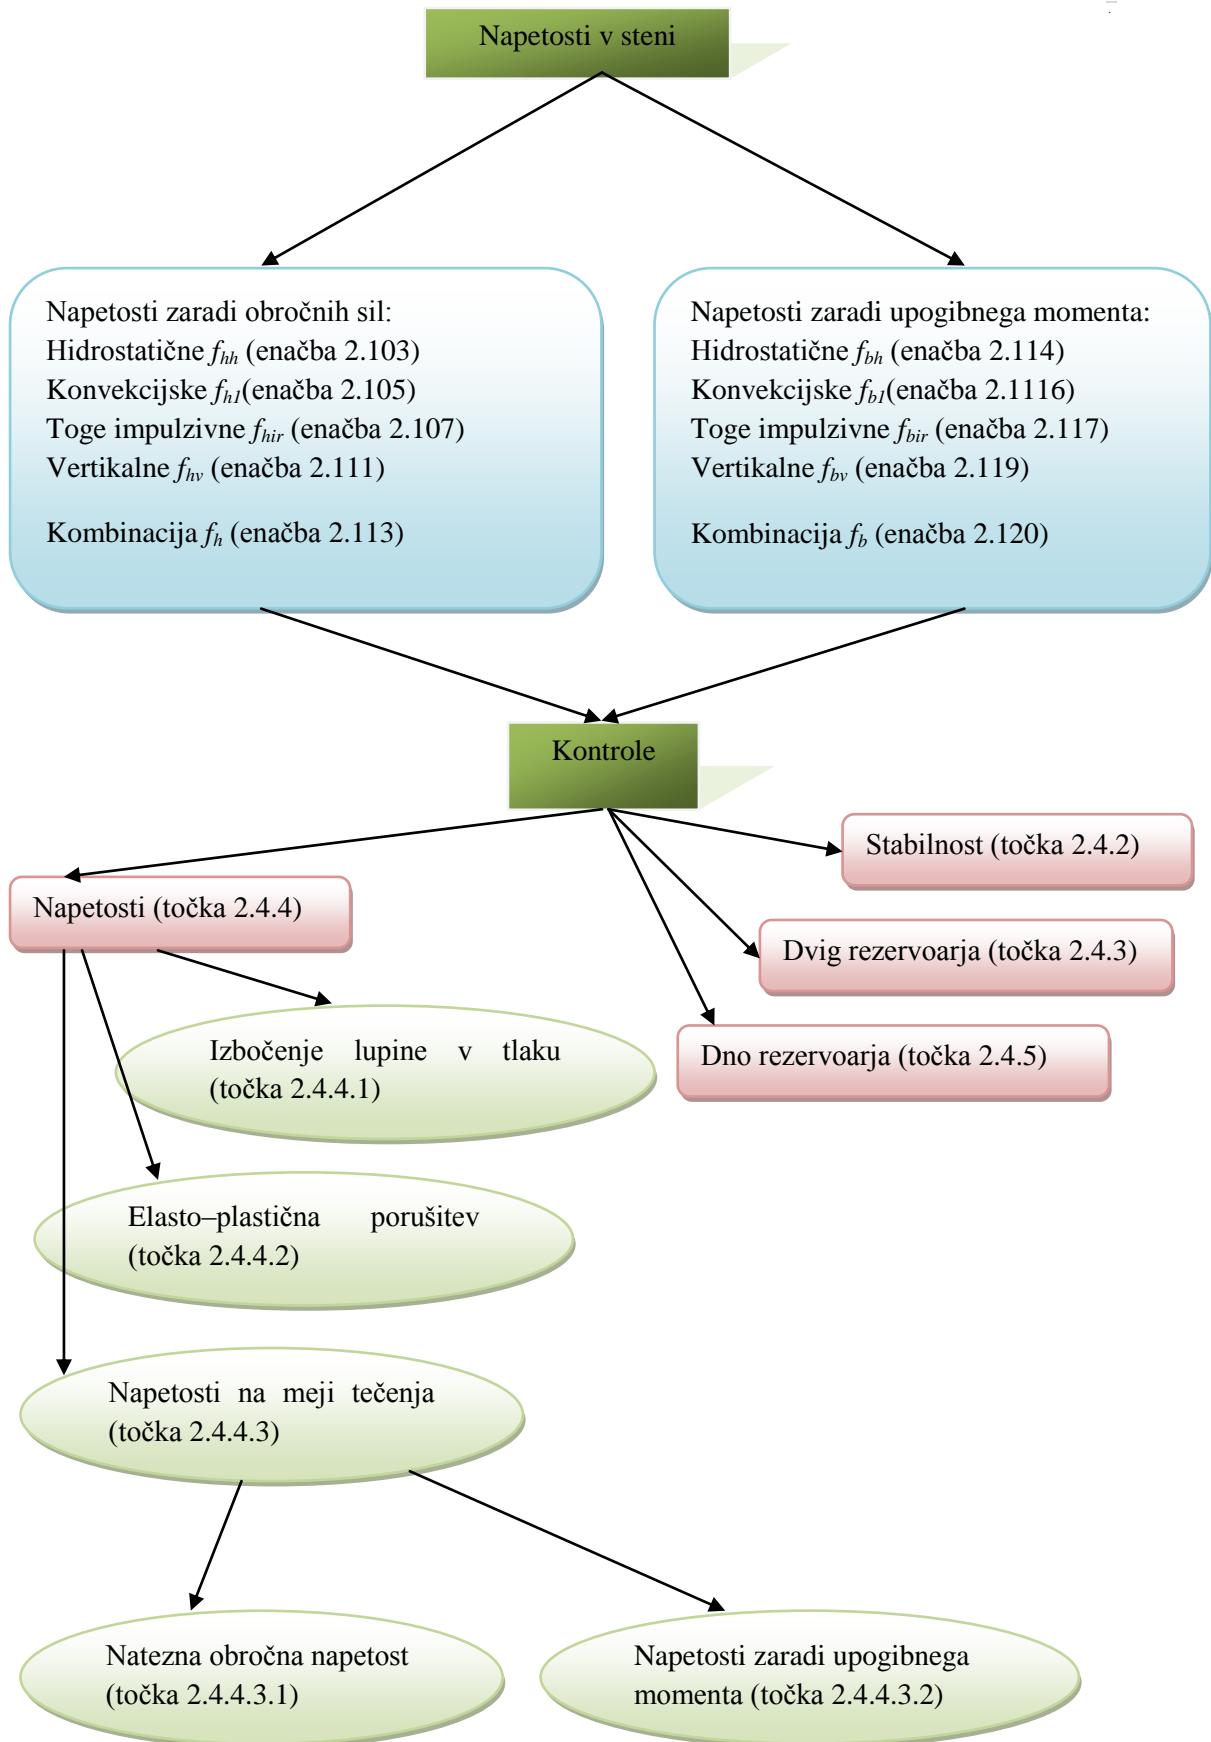 Napetosti v steni
Napetosti zaradi obročnih sil:
Hidrostatične fhh (enačba 2.103)
Konvekcijske fh1(enačba 2.105)
Toge impulzivne fhir (enačba 2.107)
Vertikalne fhv (enačba 2.111)
Kombinacija fh (enačba 2.113)
Napetosti zaradi upogibnega momenta:
Hidrostatične fbh (enačba 2.114)
Konvekcijske fb1(enačba 2.1116)
Toge impulzivne fbir (enačba 2.117)
Vertikalne fbv (enačba 2.119)
Kombinacija fb (enačba 2.120)
Kontrole
Stabilnost (točka 2.4.2)
Napetosti (točka 2.4.4)
Dvig rezervoarja (točka 2.4.3)
Dno rezervoarja (točka 2.4.5)
Izbočenje lupine v tlaku
(točka 2.4.4.1)
Elasto–plastična porušitev
(točka 2.4.4.2)
Napetosti na meji tečenja
(točka 2.4.4.3)
Natezna obročna napetost
(točka 2.4.4.3.1)
Napetosti zaradi upogibnega
momenta (točka 2.4.4.3.2)